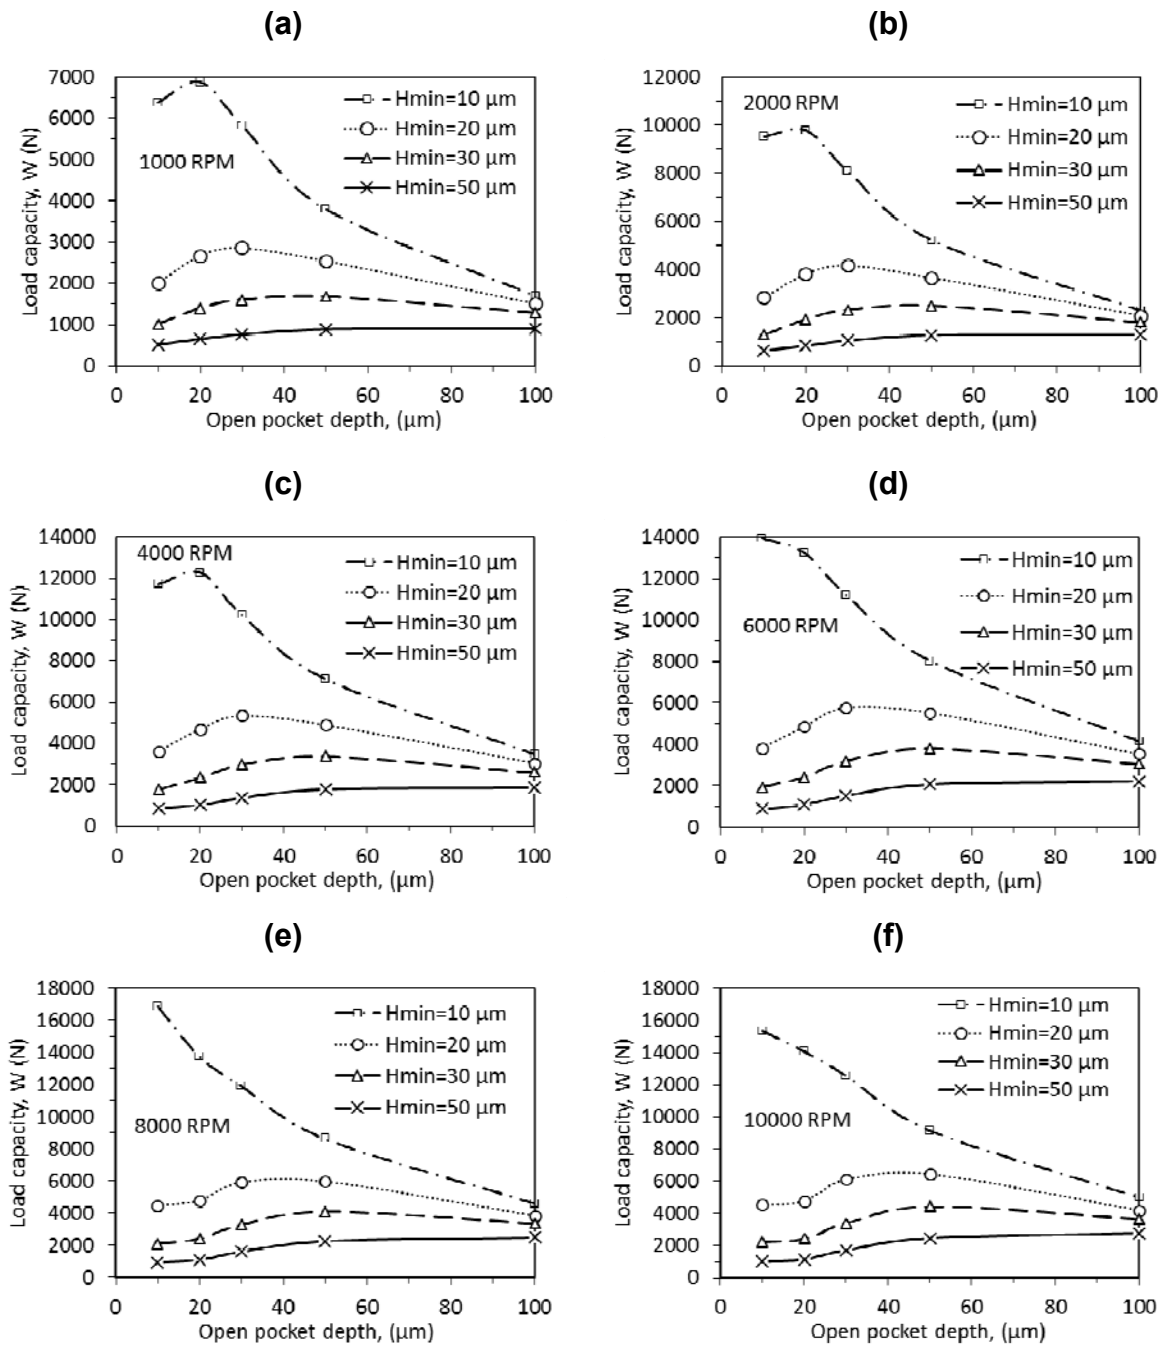 (a)
7000
6000
5000
4000
3000
2000
1000
0
Load capacity, W (N)
1000 RPM
Hmin=10 μm
Hmin=20 μm
Hmin=30 μm
Hmin=50 μm
0 20 40 60 80 100
Open pocket depth, (μm)
(b)
12000
10000
8000
6000
4000
2000
0
Load capacity, W (N)
2000 RPM
Hmin=10 μm
Hmin=20 μm
Hmin=30 μm
Hmin=50 μm
0 20 40 60 80 100
Open pocket depth, (μm)
(c)
14000
12000
10000
8000
6000
4000
2000
0
Load capacity, W (N)
4000 RPM
Hmin=10 μm
Hmin=20 μm
Hmin=30 μm
Hmin=50 μm
0 20 40 60 80 100
Open pocket depth, (μm)
(d)
14000
12000
10000
8000
6000
4000
2000
0
Load capacity, W (N)
6000 RPM
Hmin=10 μm
Hmin=20 μm
Hmin=30 μm
Hmin=50 μm
0 20 40 60 80 100
Open pocket depth, (μm)
(e)
18000
16000
14000
12000
10000
8000
6000
4000
2000
0
Load capacity, W (N)
8000 RPM
Hmin=10 μm
Hmin=20 μm
Hmin=30 μm
Hmin=50 μm
0 20 40 60 80 100
Open pocket depth, (μm)
(f)
18000
16000
14000
12000
10000
8000
6000
4000
2000
0
Load capacity, W (N)
10000 RPM
Hmin=10 μm
Hmin=20 μm
Hmin=30 μm
Hmin=50 μm
0 20 40 60 80 100
Open pocket depth, (μm)